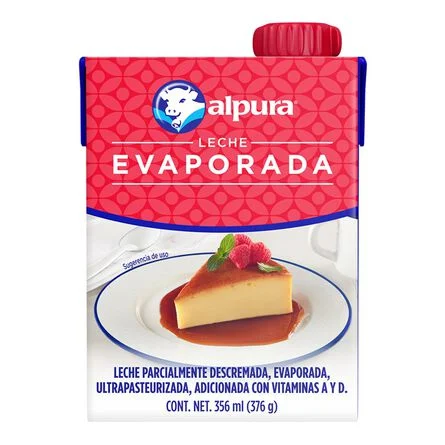 alpura
LECHE
EVAPORADA
Sugerencia de uso
LECHE PARCIALMENTE DESCREMADA, EVAPORADA,
ULTRAPASTEURIZADA, ADICIONADA CON VITAMINAS A Y D.
CONT. NET. 356 ml (376 g)